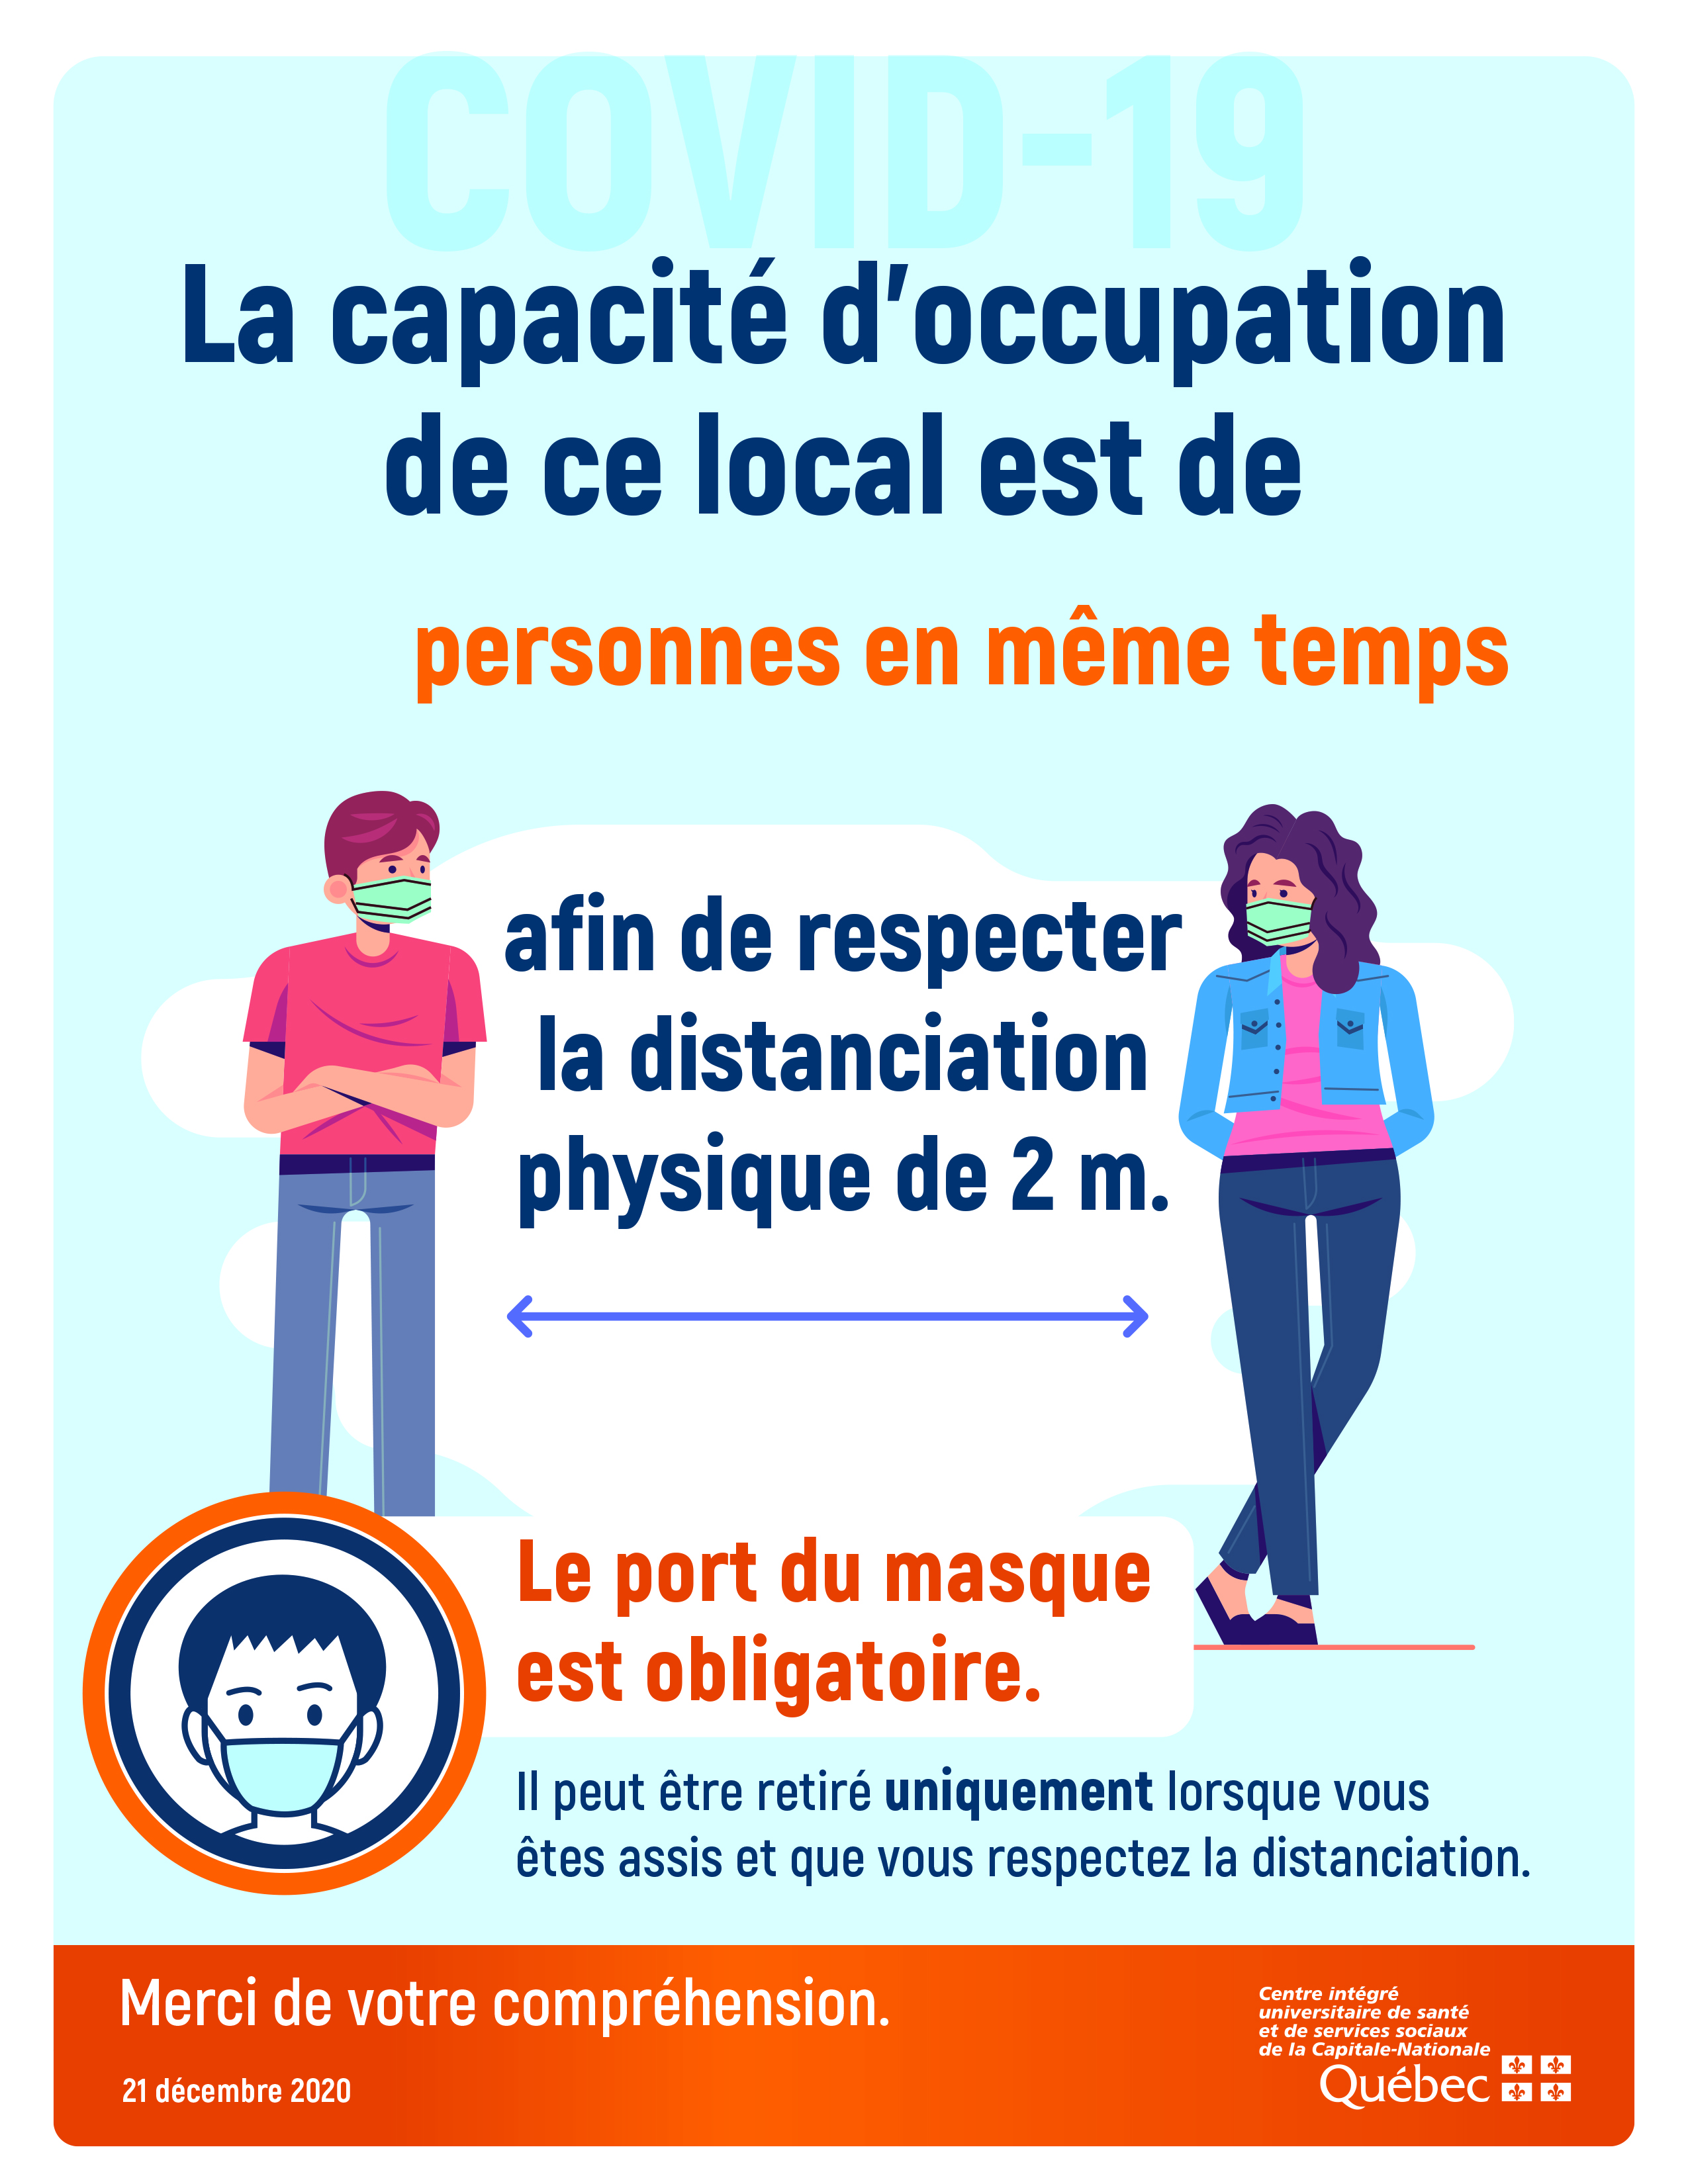 COVID-19
La capacité d'occupation
de ce local est de
personnes en même temps
afin de respecter
la distanciation
physique de 2 m.
Le port du masque
est obligatoire.
Il peut être retiré uniquement lorsque vous
êtes assis et que vous respectez la distanciation.
Merci de votre compréhension.
21 décembre 2020
Centre intégré
universitaire de santé
et de services sociaux
de la Capitale-Nationale
Québec